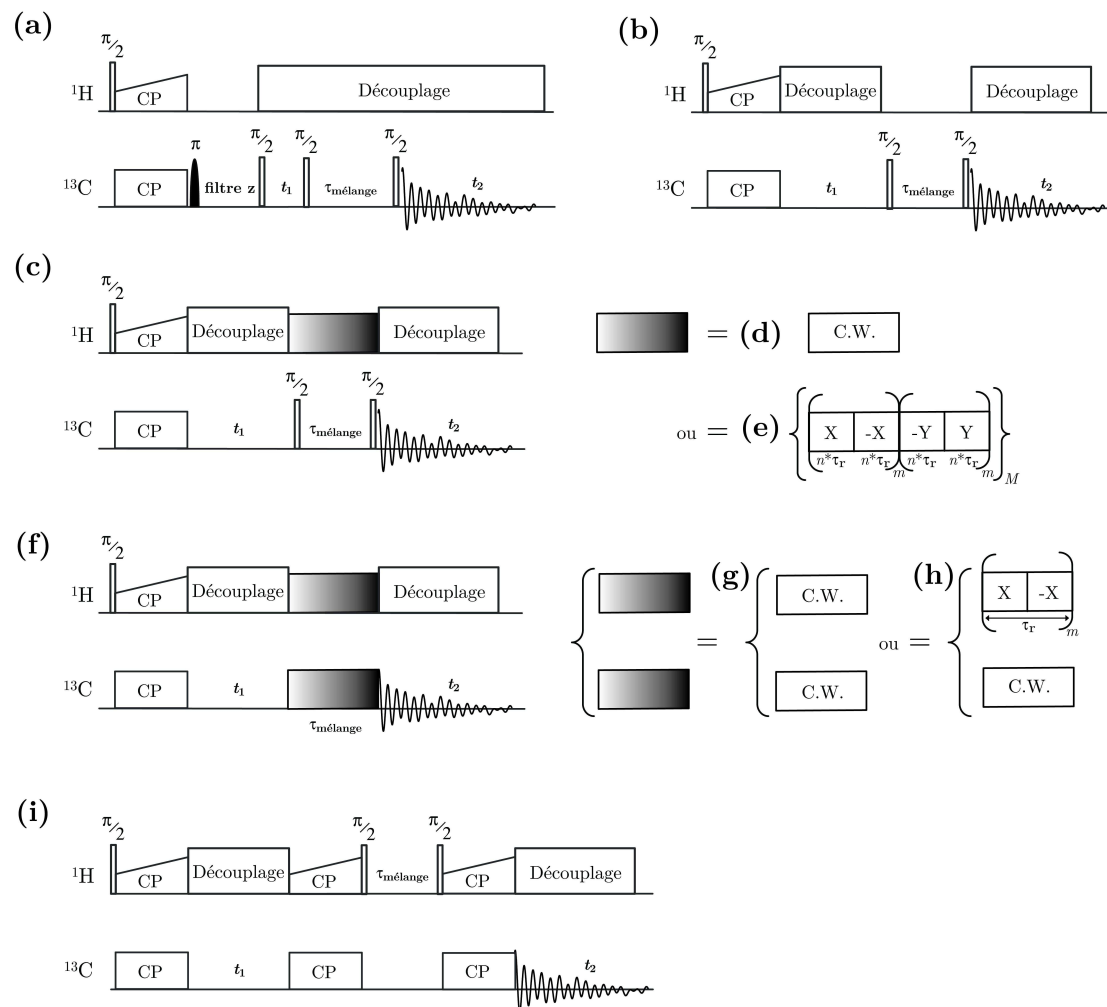 (a)
π/2
¹H
CP
Découplage
π
π/2
π/2
π/2
¹³C
CP
filtre z
t₁
τmélange
t₂
(b)
π/2
¹H
CP
Découplage
Découplage
π/2
π/2
¹³C
CP
t₁
τmélange
t₂
(c)
π/2
¹H
CP
Découplage
Découplage
π/2
π/2
¹³C
CP
t₁
τmélange
t₂
= (d) C.W.
ou = (e) { ( X -X )m ( -Y Y )m }M
n*τr n*τr n*τr n*τr
(f)
π/2
¹H
CP
Découplage
Découplage
¹³C
CP
t₁
t₂
τmélange
{ = (g) { C.W.
C.W.
ou = (h) { ( X -X )m
τr
C.W.
(i)
π/2
π/2
π/2
¹H
CP
Découplage
CP
τmélange
CP
Découplage
¹³C
CP
t₁
CP
CP
t₂